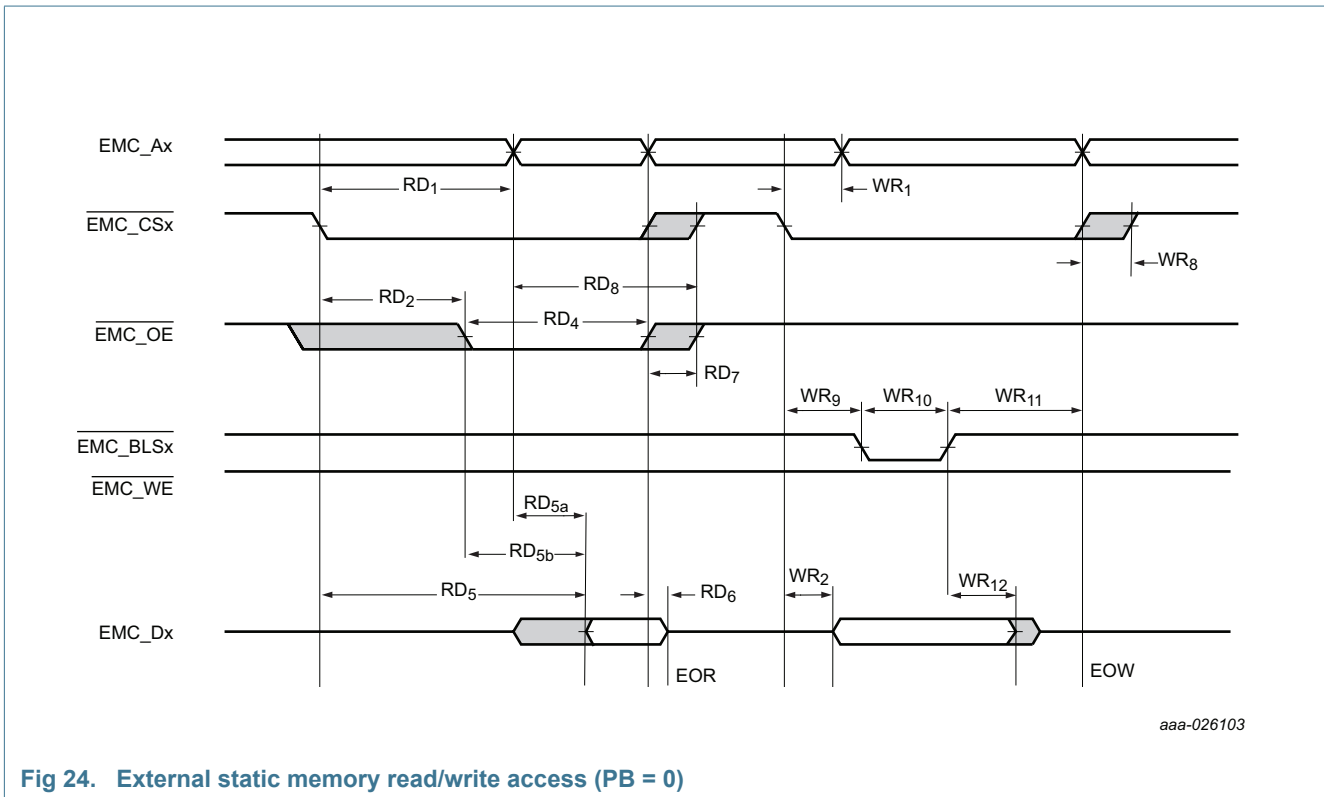 EMC_Ax
RD1
WR1
EMC_CSx
WR8
RD8
RD2
RD4
EMC_OE
RD7
WR9
WR10
WR11
EMC_BLSx
EMC_WE
RD5a
RD5b
RD5
RD6
WR2
WR12
EMC_Dx
EOR
EOW
aaa-026103
Fig 24. External static memory read/write access (PB = 0)